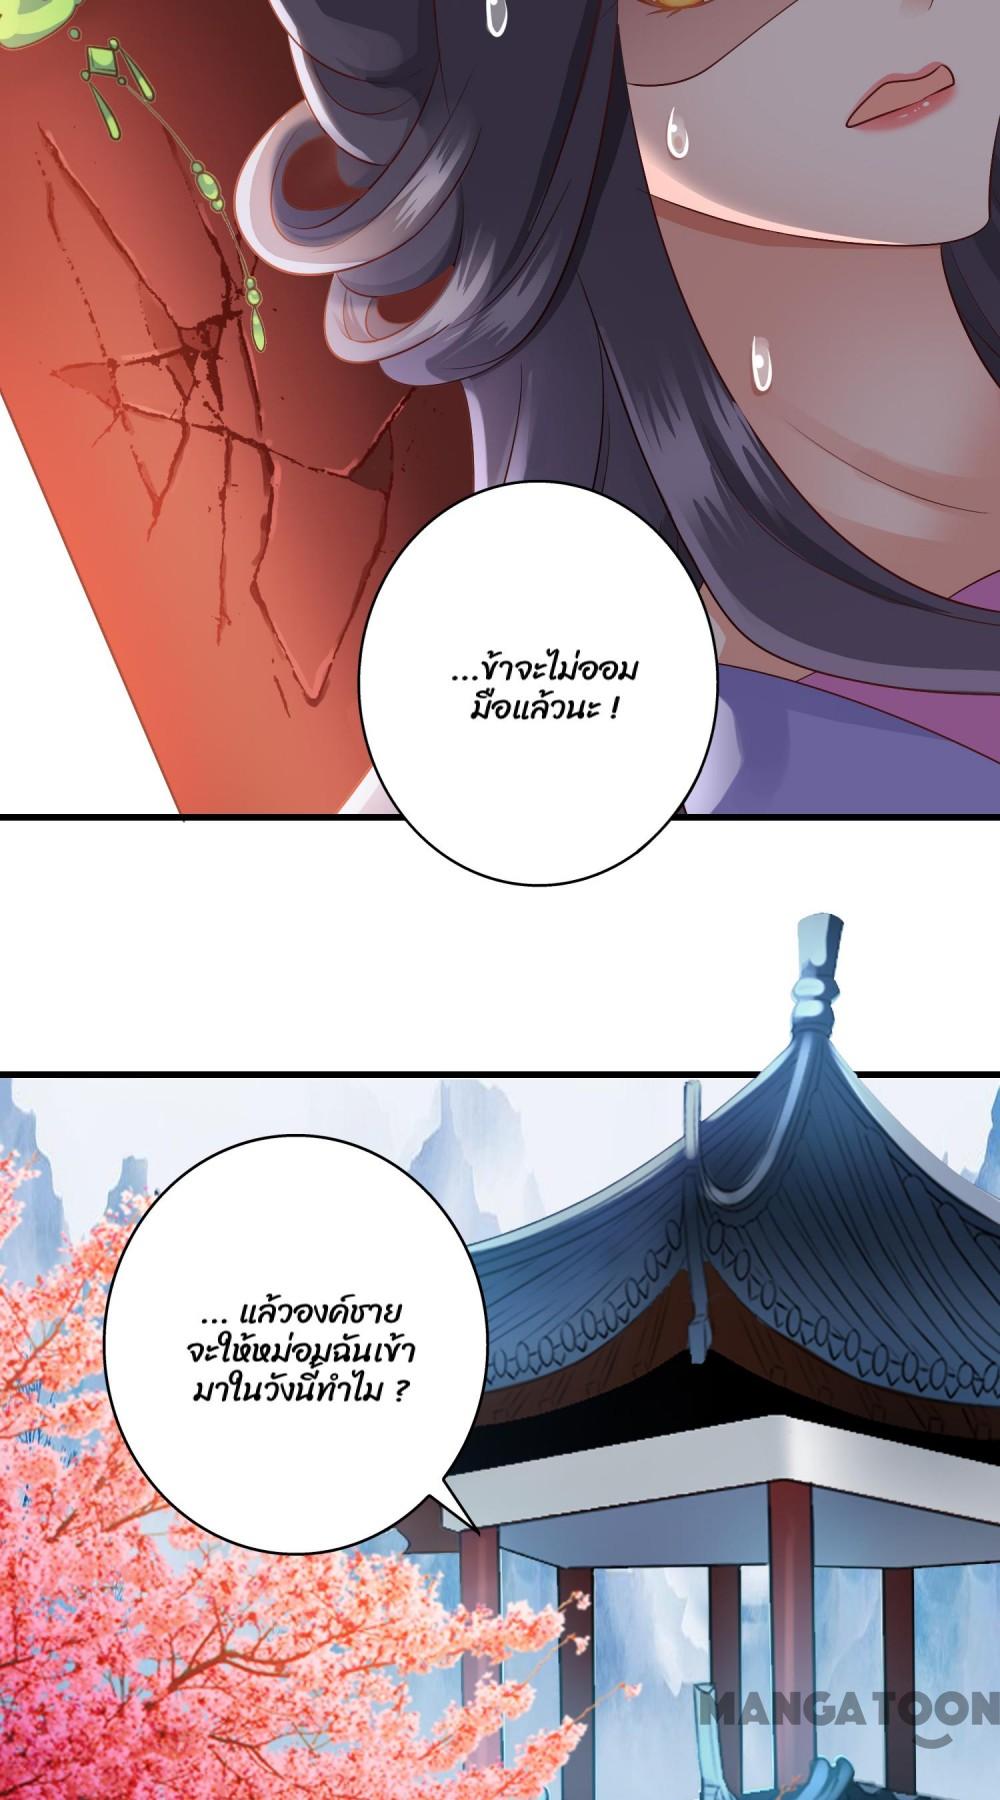 ...ข้าจะไม่ออม
มือแล้วนะ !
... แล้วองค์ชาย
จะให้หม่อมฉันเข้า
มาในวังนี้ทำไม ?
MANGATOON